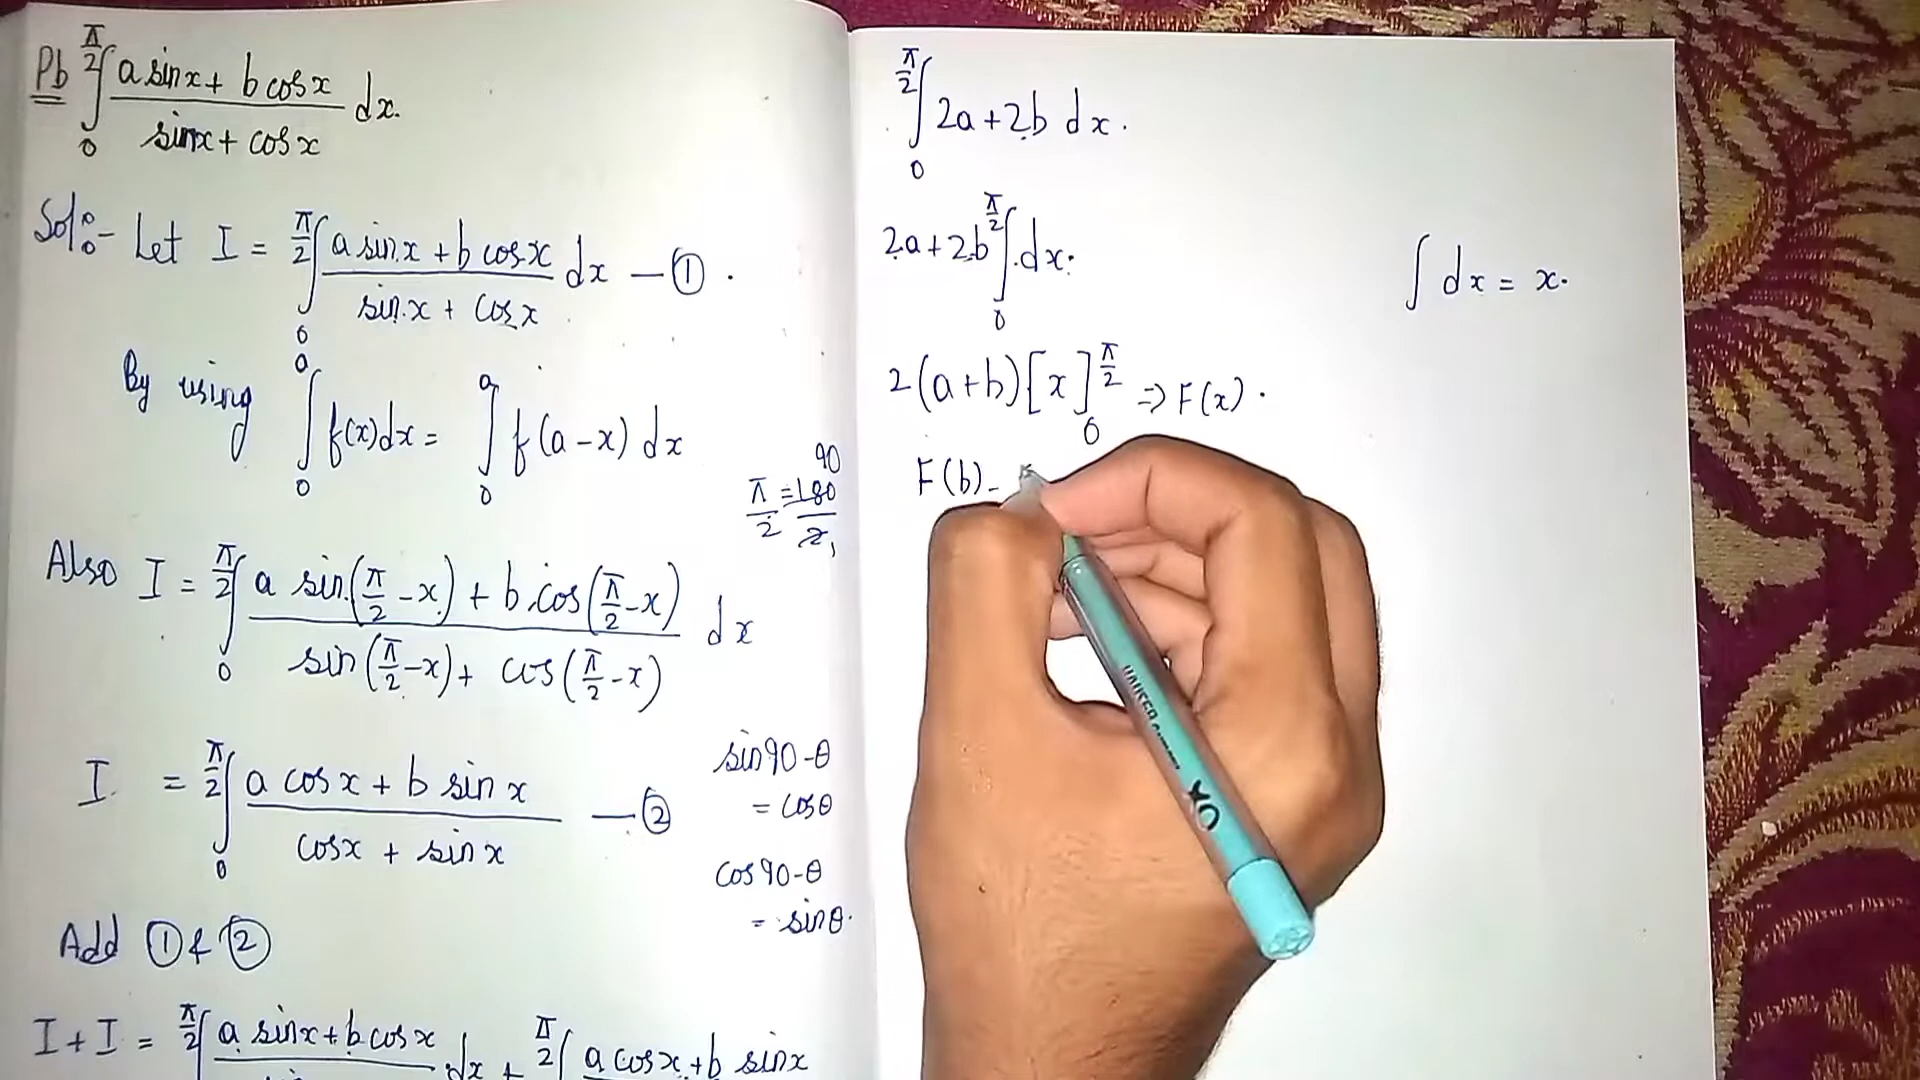 Pb ∫₀^{π/2} (a sinx + b cosx)/(sinx + cosx) dx.
Sol:- Let I = ∫₀^{π/2} (a sinx + b cosx)/(sinx + cosx) dx — ①.
By using ∫₀^a f(x)dx = ∫₀^a f(a-x) dx
π/2 = 180/2, 90
Also I = ∫₀^{π/2} (a sin(π/2 - x) + b cos(π/2 - x))/(sin(π/2 - x) + cos(π/2 - x)) dx
I = ∫₀^{π/2} (a cosx + b sinx)/(cosx + sinx) — ②
sin90-θ
= cosθ
cos90-θ
= sinθ.
Add ① & ②
I + I = ∫^{π/2} a sinx + b cosx dx + ∫^{π/2} a cosx + b sinx
∫₀^{π/2} 2a + 2b dx.
2a + 2b ∫₀^{π/2} dx.
∫dx = x.
2(a+b)[x]₀^{π/2} ⇒ F(x).
F(b) -